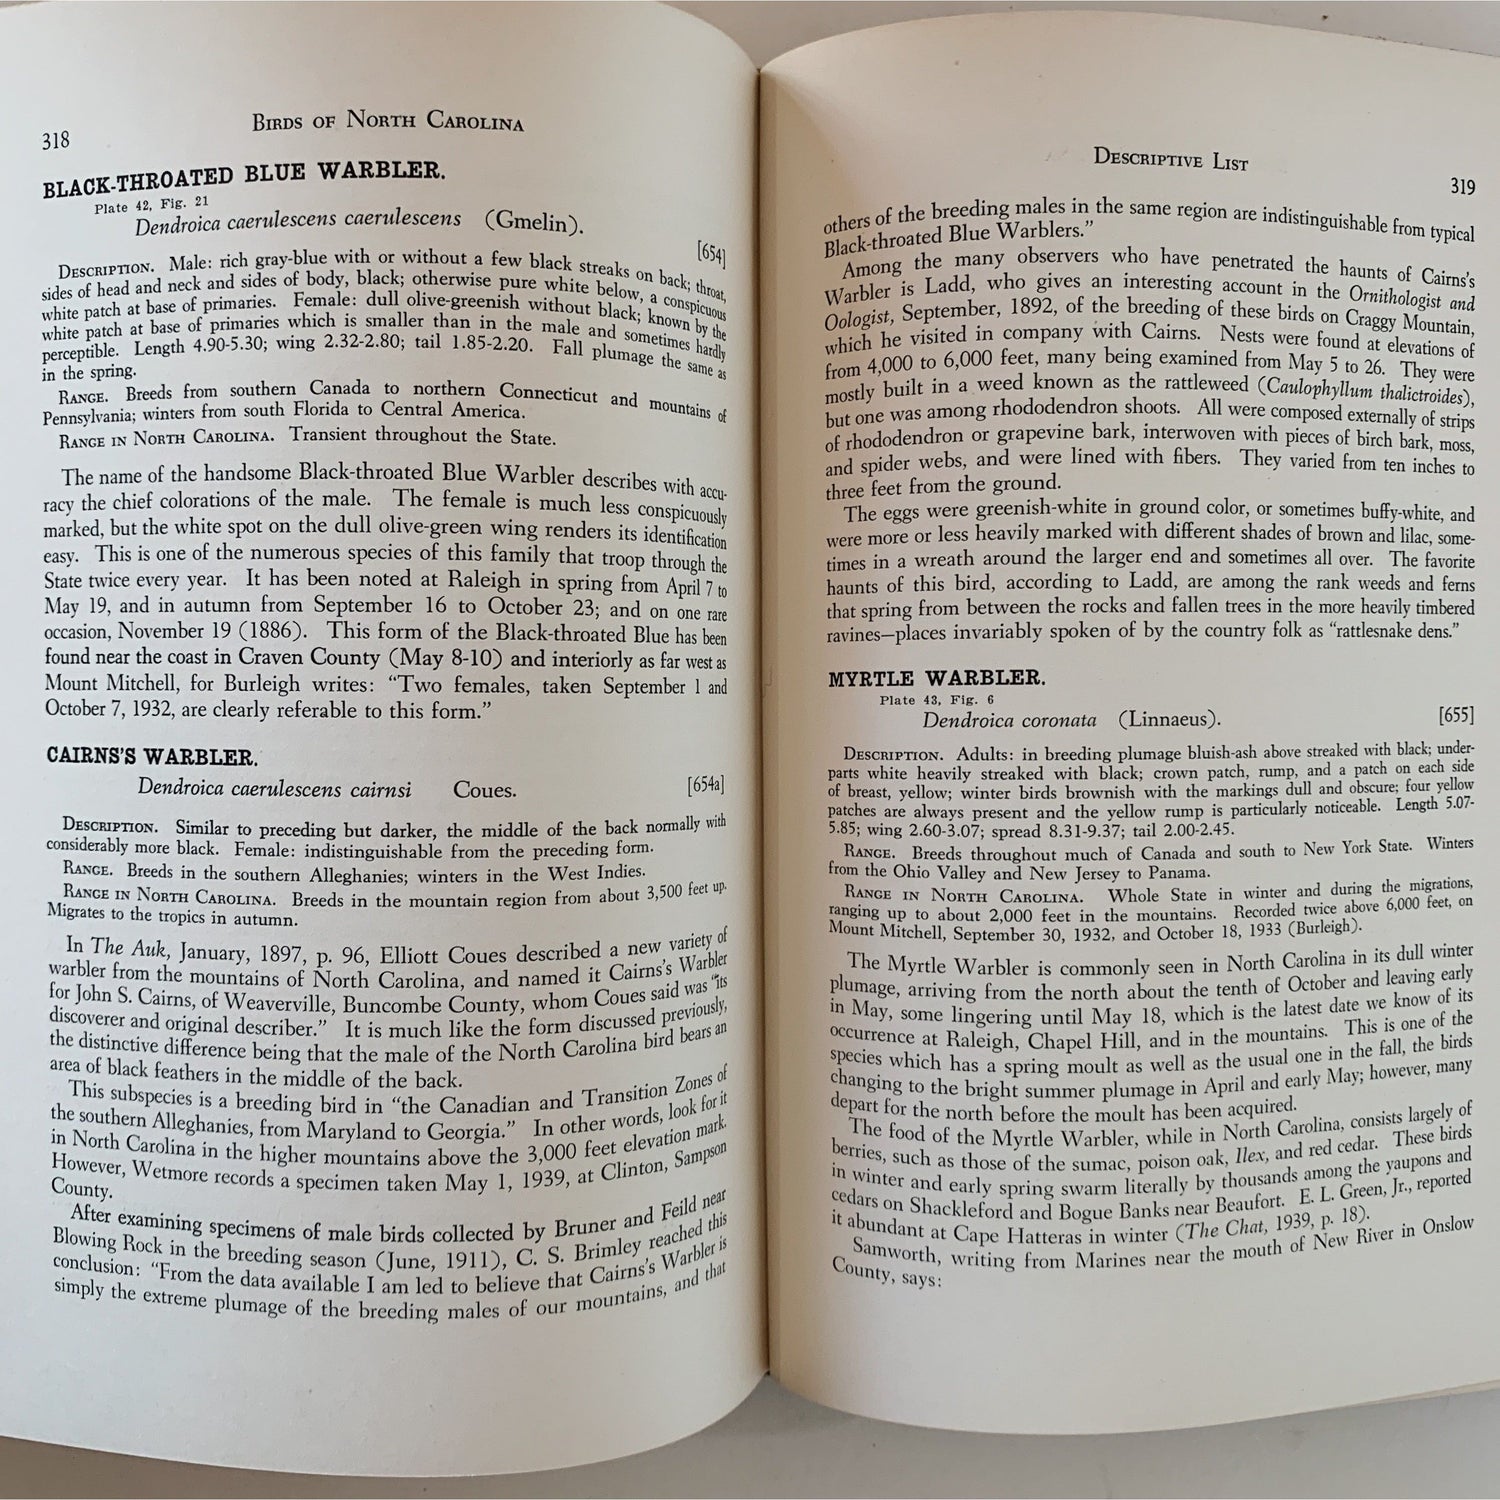 318
BIRDS OF NORTH CAROLINA
BLACK-THROATED BLUE WARBLER.
Plate 42, Fig. 21
Dendroica caerulescens caerulescens (Gmelin).
[654]
DESCRIPTION. Male: rich gray-blue with or without a few black streaks on back; throat,
sides of head and neck and sides of body, black; otherwise pure white below, a conspicuous
white patch at base of primaries. Female: dull olive-greenish without black; known by the
white patch at base of primaries which is smaller than in the male and sometimes hardly
perceptible. Length 4.90-5.30; wing 2.32-2.80; tail 1.85-2.20. Fall plumage the same as
in the spring.
RANGE. Breeds from southern Canada to northern Connecticut and mountains of
Pennsylvania; winters from south Florida to Central America.
RANGE IN NORTH CAROLINA. Transient throughout the State.
The name of the handsome Black-throated Blue Warbler describes with accu-
racy the chief colorations of the male. The female is much less conspicuously
marked, but the white spot on the dull olive-green wing renders its identification
easy. This is one of the numerous species of this family that troop through the
State twice every year. It has been noted at Raleigh in spring from April 7 to
May 19, and in autumn from September 16 to October 23; and on one rare
occasion, November 19 (1886). This form of the Black-throated Blue has been
found near the coast in Craven County (May 8-10) and interiorly as far west as
Mount Mitchell, for Burleigh writes: "Two females, taken September 1 and
October 7, 1932, are clearly referable to this form."
CAIRNS'S WARBLER.
Dendroica caerulescens cairnsi Coues. [654a]
DESCRIPTION. Similar to preceding but darker, the middle of the back normally with
considerably more black. Female: indistinguishable from the preceding form.
RANGE. Breeds in the southern Alleghanies; winters in the West Indies.
RANGE IN NORTH CAROLINA. Breeds in the mountain region from about 3,500 feet up.
Migrates to the tropics in autumn.
In The Auk, January, 1897, p. 96, Elliott Coues described a new variety of
warbler from the mountains of North Carolina, and named it Cairns's Warbler
for John S. Cairns, of Weaverville, Buncombe County, whom Coues said was "its
discoverer and original describer." It is much like the form discussed previously,
the distinctive difference being that the male of the North Carolina bird bears an
area of black feathers in the middle of the back.
This subspecies is a breeding bird in "the Canadian and Transition Zones of
the southern Alleghanies, from Maryland to Georgia." In other words, look for it
in North Carolina in the higher mountains above the 3,000 feet elevation mark.
However, Wetmore records a specimen taken May 1, 1939, at Clinton, Sampson
County.
After examining specimens of male birds collected by Bruner and Feild near
Blowing Rock in the breeding season (June, 1911), C. S. Brimley reached this
conclusion: "From the data available I am led to believe that Cairns's Warbler is
simply the extreme plumage of the breeding males of our mountains, and that
DESCRIPTIVE LIST
319
others of the breeding males in the same region are indistinguishable from typical
Black-throated Blue Warblers."
Among the many observers who have penetrated the haunts of Cairns's
Warbler is Ladd, who gives an interesting account in the Ornithologist and
Oologist, September, 1892, of the breeding of these birds on Craggy Mountain,
which he visited in company with Cairns. Nests were found at elevations of
from 4,000 to 6,000 feet, many being examined from May 5 to 26. They were
mostly built in a weed known as the rattleweed (Caulophyllum thalictroides),
but one was among rhododendron shoots. All were composed externally of strips
of rhododendron or grapevine bark, interwoven with pieces of birch bark, moss,
and spider webs, and were lined with fibers. They varied from ten inches to
three feet from the ground.
The eggs were greenish-white in ground color, or sometimes buffy-white, and
were more or less heavily marked with different shades of brown and lilac, some-
times in a wreath around the larger end and sometimes all over. The favorite
haunts of this bird, according to Ladd, are among the rank weeds and ferns
that spring from between the rocks and fallen trees in the more heavily timbered
ravines—places invariably spoken of by the country folk as "rattlesnake dens."
MYRTLE WARBLER.
Plate 43, Fig. 6
Dendroica coronata (Linnaeus). [655]
DESCRIPTION. Adults: in breeding plumage bluish-ash above streaked with black; under-
parts white heavily streaked with black; crown patch, rump, and a patch on each side
of breast, yellow; winter birds brownish with the markings dull and obscure; four yellow
patches are always present and the yellow rump is particularly noticeable. Length 5.07-
5.85; wing 2.60-3.07; spread 8.31-9.37; tail 2.00-2.45.
RANGE. Breeds throughout much of Canada and south to New York State. Winters
from the Ohio Valley and New Jersey to Panama.
RANGE IN NORTH CAROLINA. Whole State in winter and during the migrations,
ranging up to about 2,000 feet in the mountains. Recorded twice above 6,000 feet, on
Mount Mitchell, September 30, 1932, and October 18, 1933 (Burleigh).
The Myrtle Warbler is commonly seen in North Carolina in its dull winter
plumage, arriving from the north about the tenth of October and leaving early
in May, some lingering until May 18, which is the latest date we know of its
occurrence at Raleigh, Chapel Hill, and in the mountains. This is one of the
species which has a spring moult as well as the usual one in the fall, the birds
changing to the bright summer plumage in April and early May; however, many
depart for the north before the moult has been acquired.
The food of the Myrtle Warbler, while in North Carolina, consists largely of
berries, such as those of the sumac, poison oak, Ilex, and red cedar. These birds
in winter and early spring swarm literally by thousands among the yaupons and
cedars on Shackleford and Bogue Banks near Beaufort. E. L. Green, Jr., reported
it abundant at Cape Hatteras in winter (The Chat, 1939, p. 18).
Samworth, writing from Marines near the mouth of New River in Onslow
County, says: